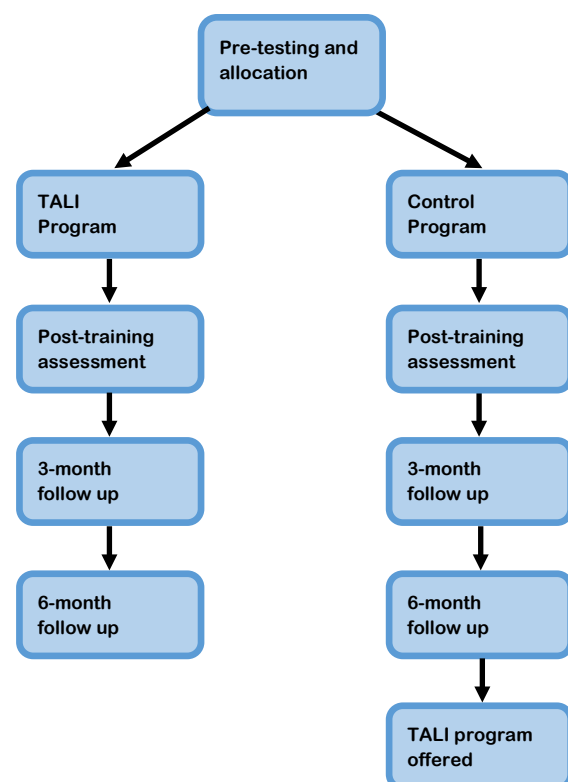 Pre-testing and
allocation
TALI
Program
Control
Program
Post-training
assessment
Post-training
assessment
3-month
follow up
3-month
follow up
6-month
follow up
6-month
follow up
TALI program
offered